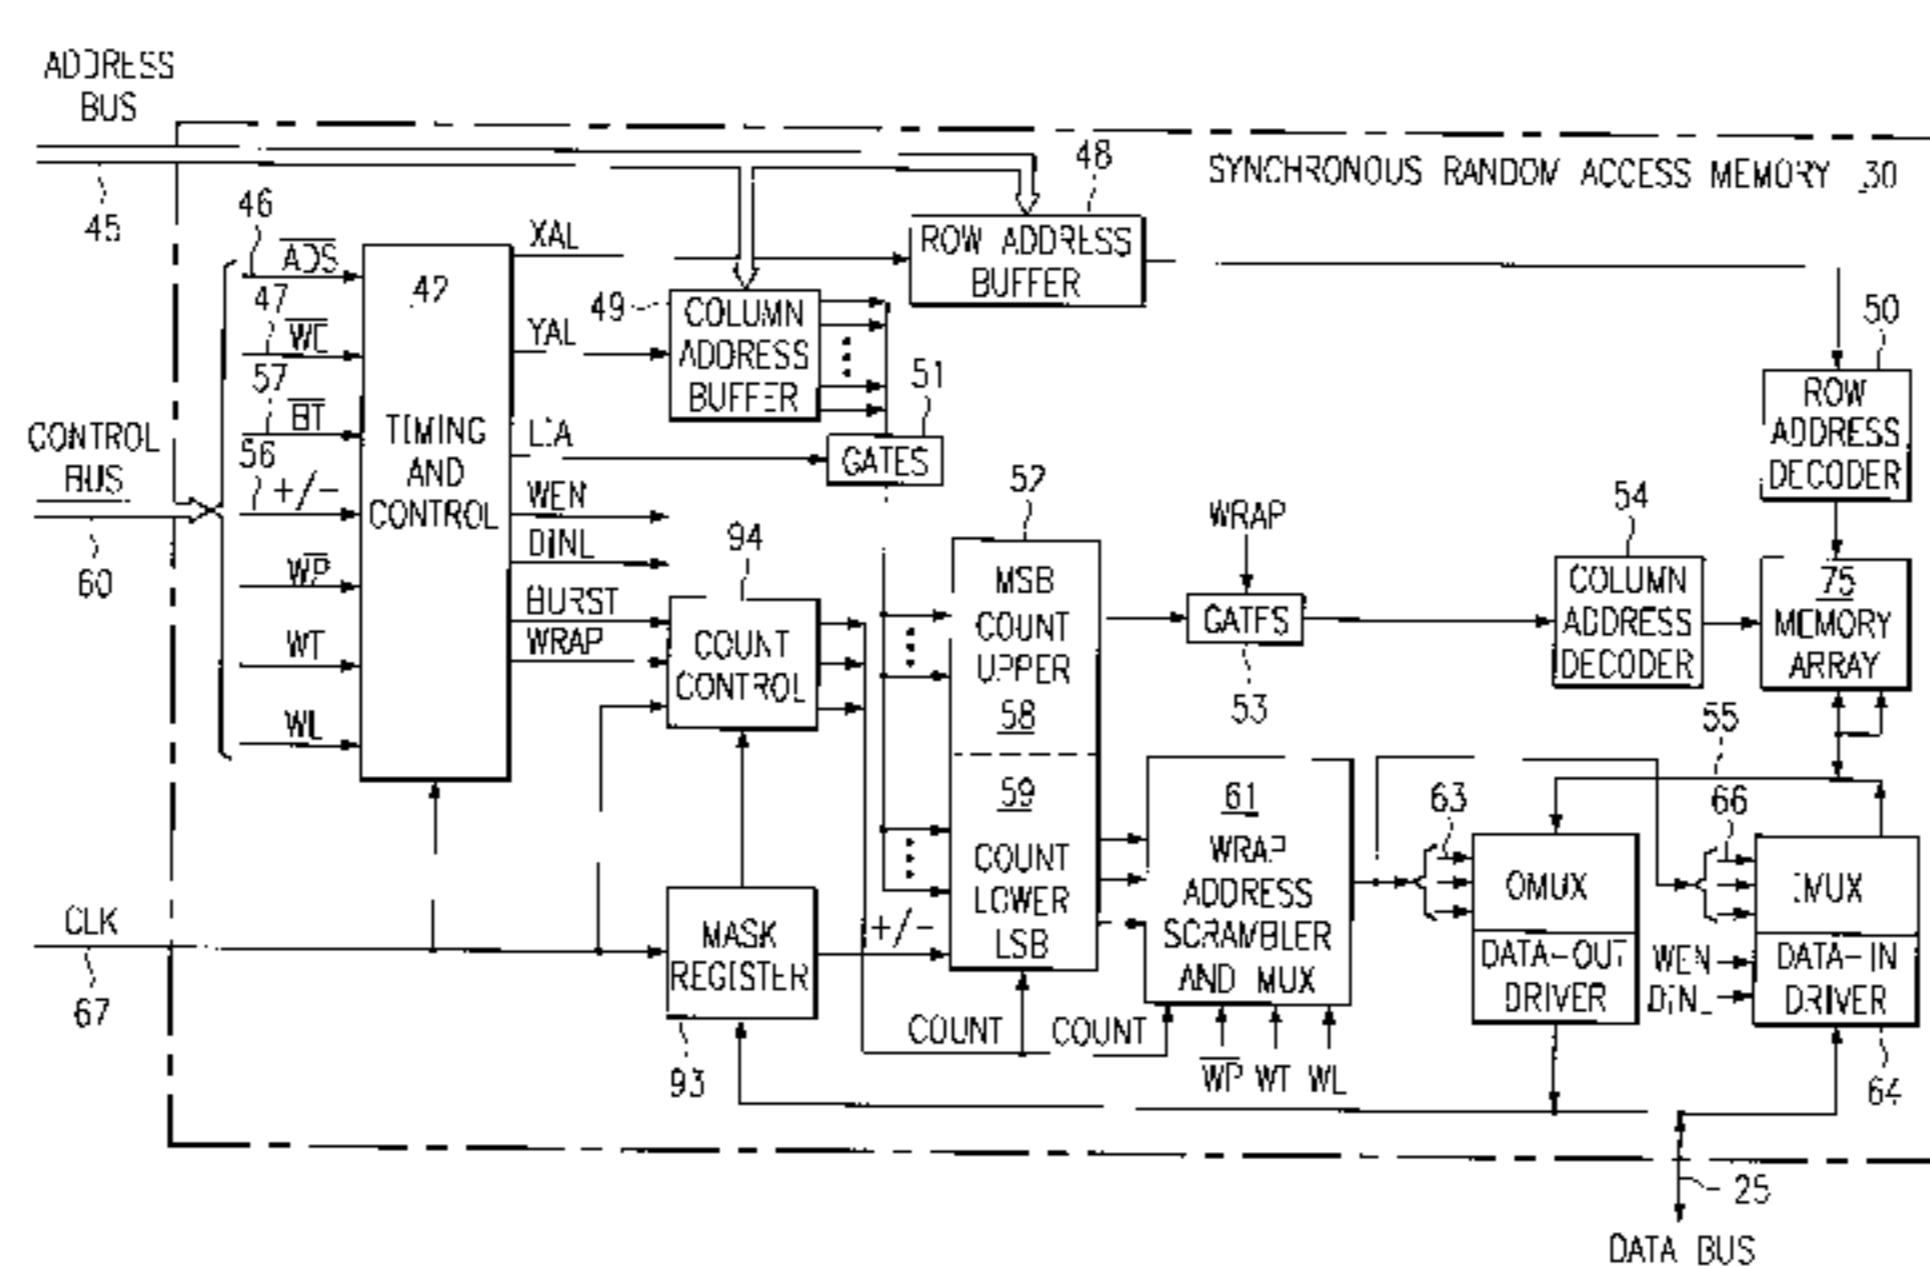 ADDRESS
BUS
45
SYNCHRONOUS RANDOM ACCESS MEMORY 30
48
ROW ADDRESS
BUFFER
46
ADS
47
WE
57
BT
56
+/-
WP
WT
WL
CONTROL
BUS
60
42
TIMING
AND
CONTROL
XAL
YAL
WEN
DINL
BURST
WRAP
49
COLUMN
ADDRESS
BUFFER
51
GATES
94
COUNT
CONTROL
52
MSB
COUNT
UPPER
58
59
COUNT
LOWER
LSB
WRAP
GATES
53
54
COLUMN
ADDRESS
DECODER
50
ROW
ADDRESS
DECODER
75
MEMORY
ARRAY
55
61
WRAP
ADDRESS
SCRAMBLER
AND MUX
63
OMUX
DATA-OUT
DRIVER
66
IMUX
DATA-IN
DRIVER
WEN
DINL
64
CLK
67
MASK
REGISTER
93
+/-
COUNT
COUNT
WP WT WL
25
DATA BUS